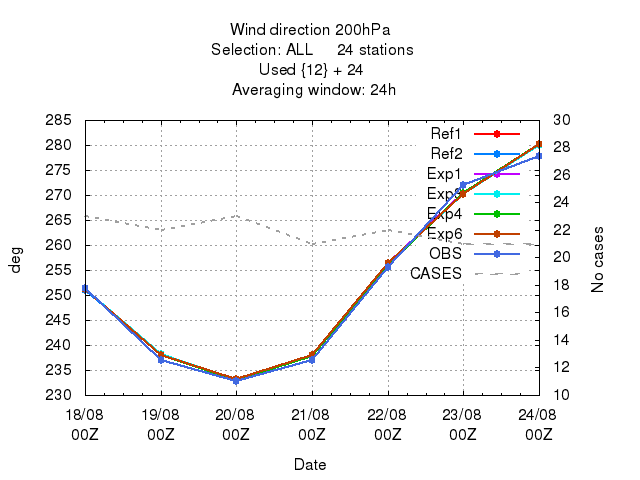 Wind direction 200hPa
Selection: ALL 24 stations
Used {12} + 24
Averaging window: 24h
285
280
275
270
265
260
255
250
245
240
235
230
deg
30
28
26
24
22
20
18
16
14
12
10
No cases
Ref1
Ref2
Exp1
Exp3
Exp4
Exp6
OBS
CASES
18/08 19/08 20/08 21/08 22/08 23/08 24/08
00Z 00Z 00Z 00Z 00Z 00Z 00Z
Date